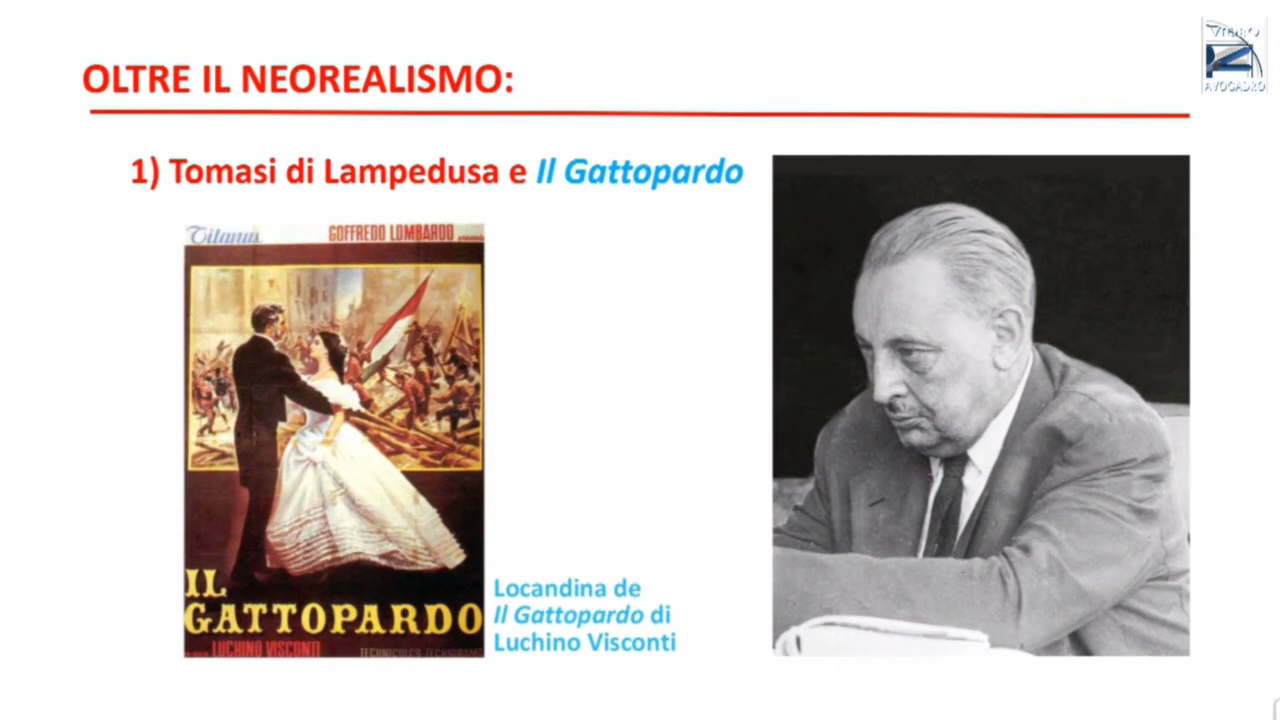 OLTRE IL NEOREALISMO:
1) Tomasi di Lampedusa e Il Gattopardo
Titanus
GOFFREDO LOMBARDO
IL
GATTOPARDO
LUCHINO VISCONTI
TECHNICOLOR TECHNIRAMA
Locandina de
Il Gattopardo di
Luchino Visconti
AVOGADRO